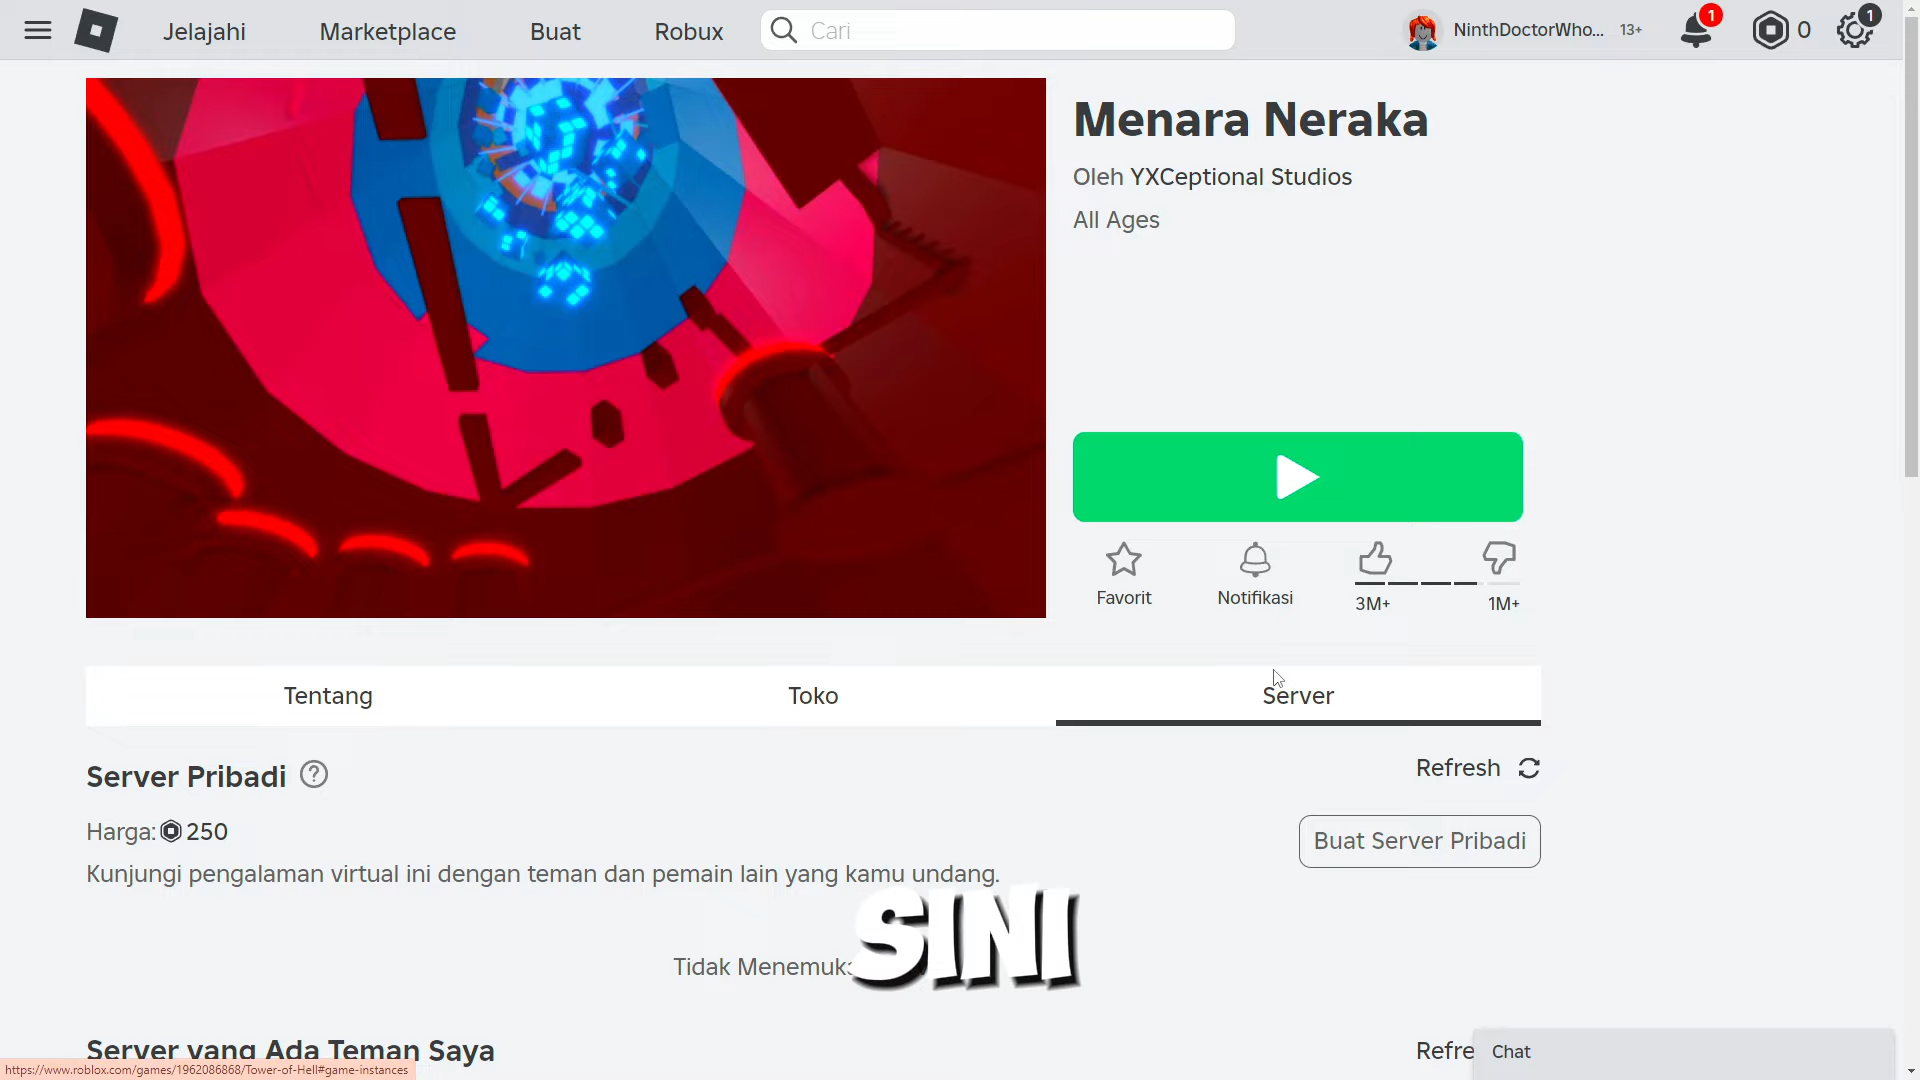 Jelajahi Marketplace Buat Robux Cari NinthDoctorWho... 13+ 1 0 1
Menara Neraka
Oleh YXCeptional Studios
All Ages
Favorit Notifikasi 3M+ 1M+
Tentang Toko Server
Server Pribadi ? Refresh
Harga: 250
Buat Server Pribadi
Kunjungi pengalaman virtual ini dengan teman dan pemain lain yang kamu undang.
SINI
Tidak
Server yang Ada Teman Saya
Chat
https://www.roblox.com/games/1962086868/Tower-of-Hell#game-instances